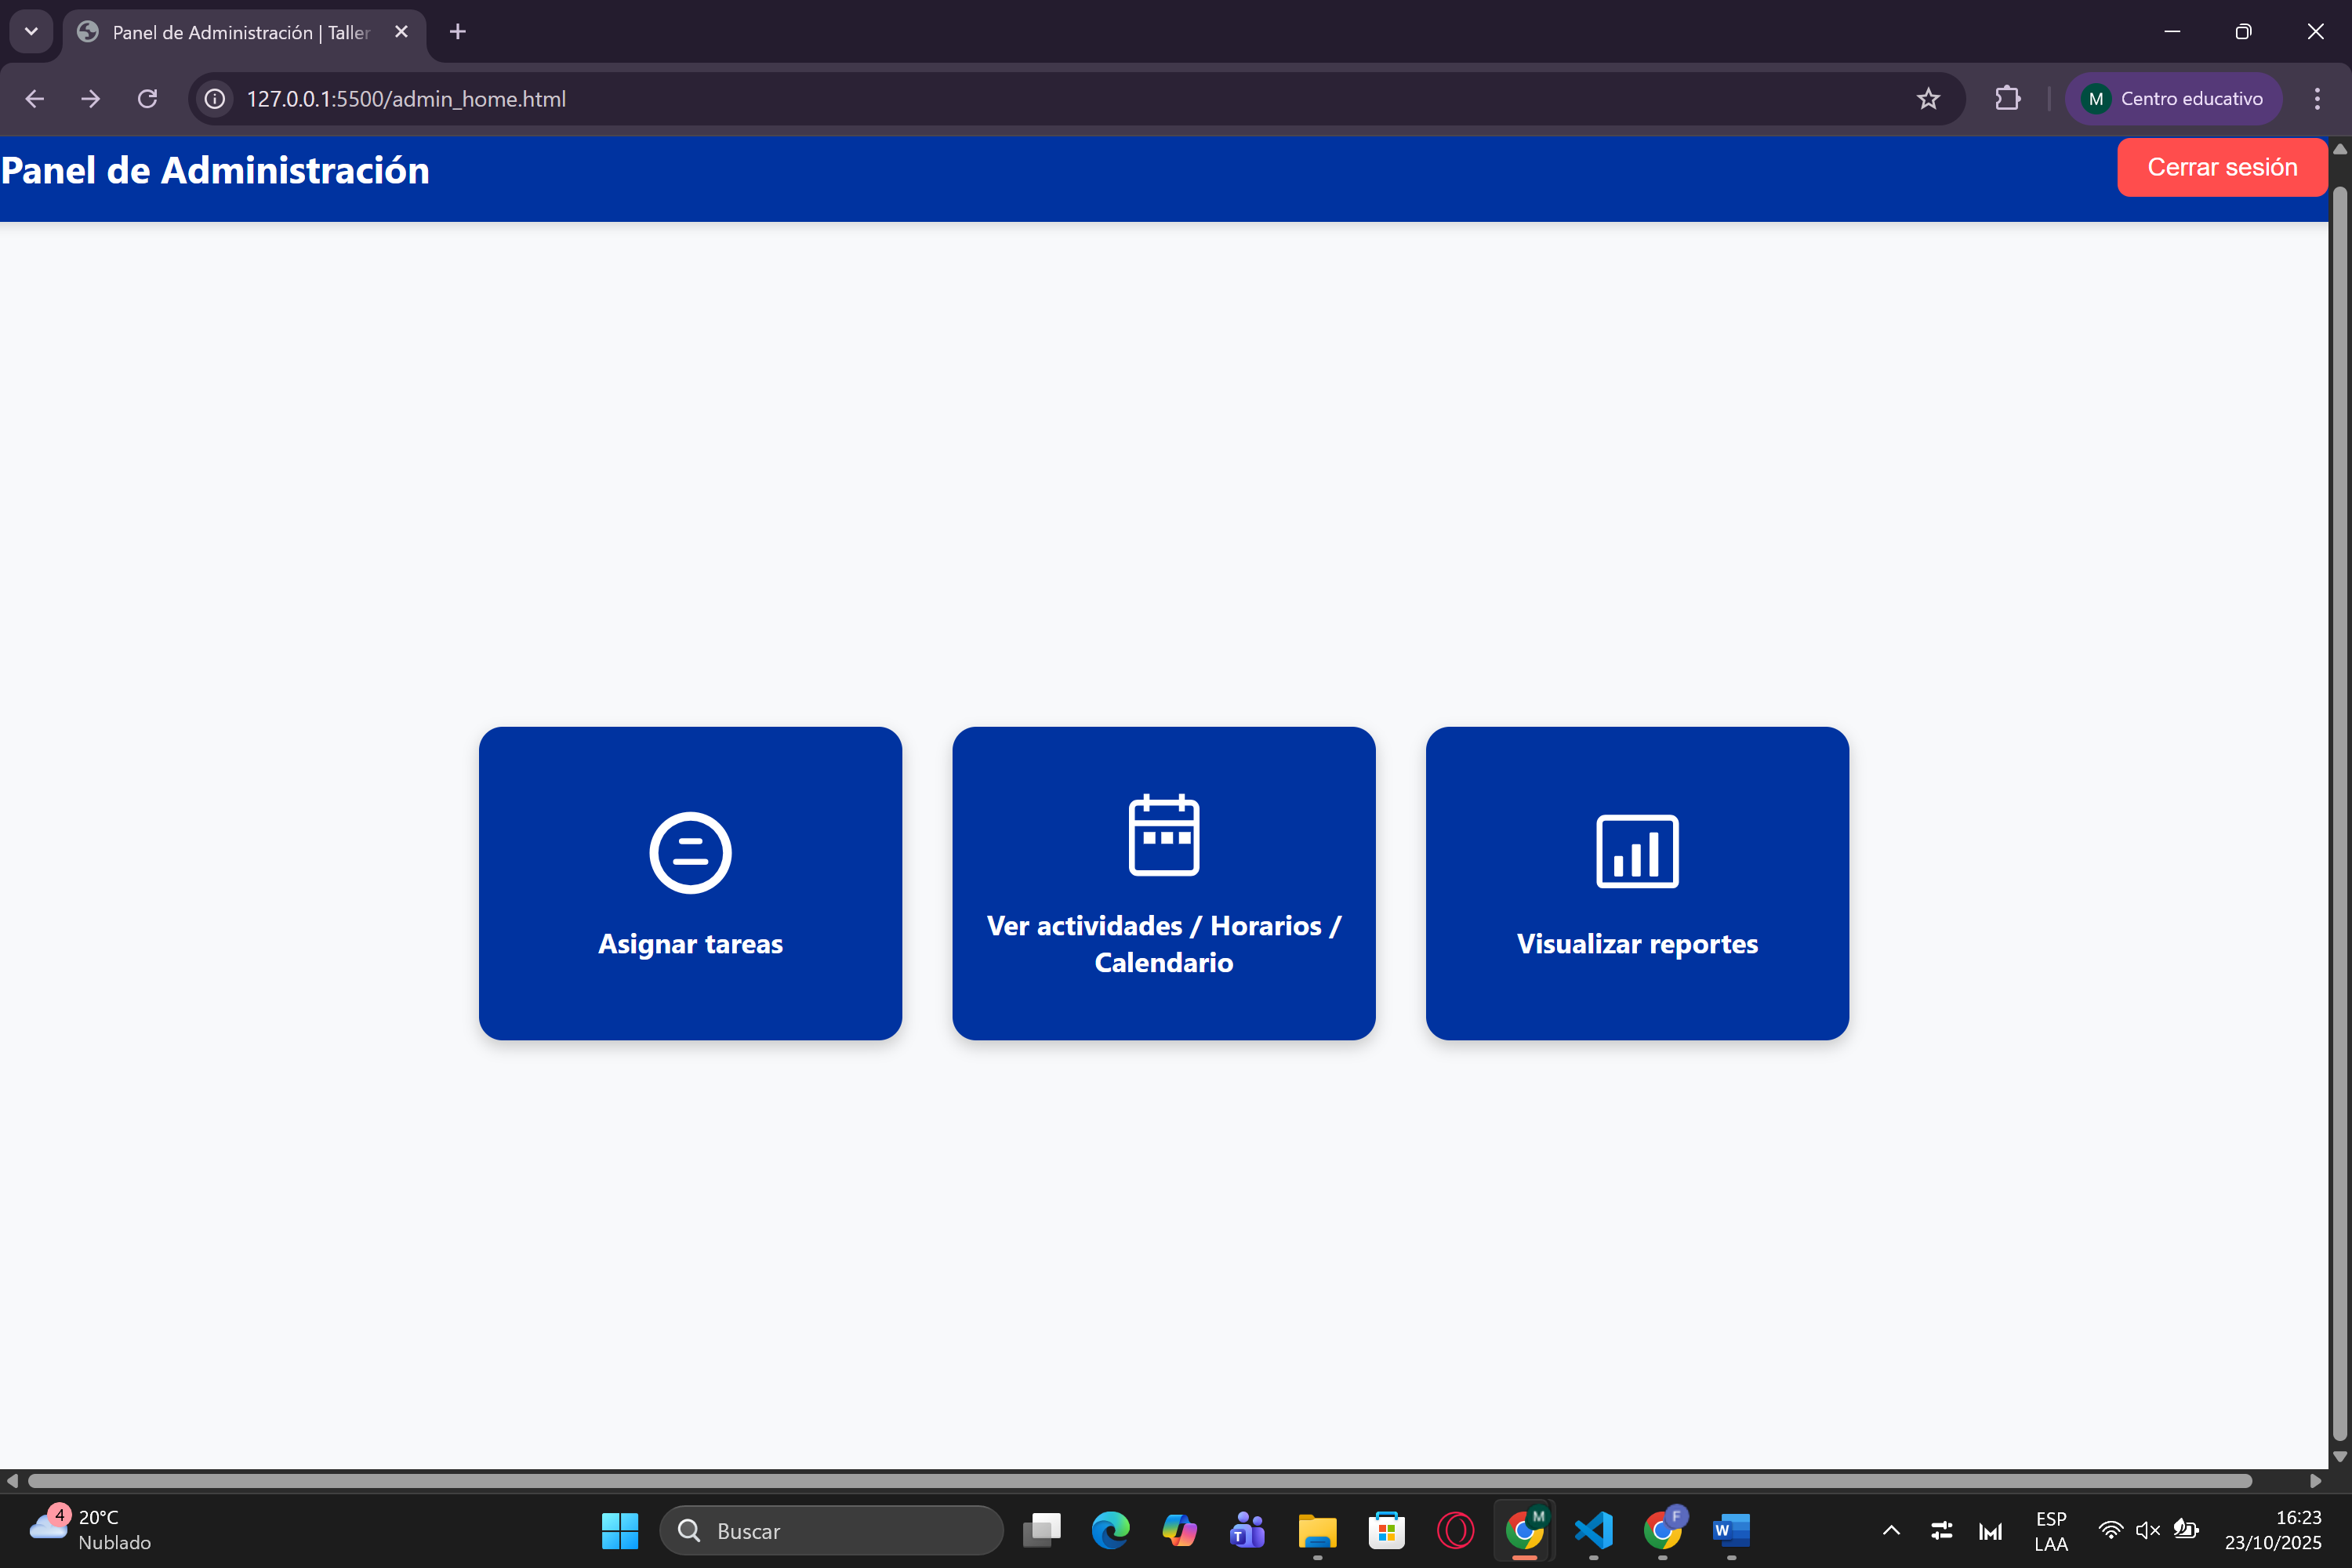 Panel de Administración | Taller
127.0.0.1:5500/admin_home.html
M Centro educativo
Panel de Administración
Cerrar sesión
Asignar tareas
Ver actividades / Horarios /
Calendario
Visualizar reportes
4
20°C
Nublado
Buscar
T
M
F
W
ESP
LAA
16:23
23/10/2025